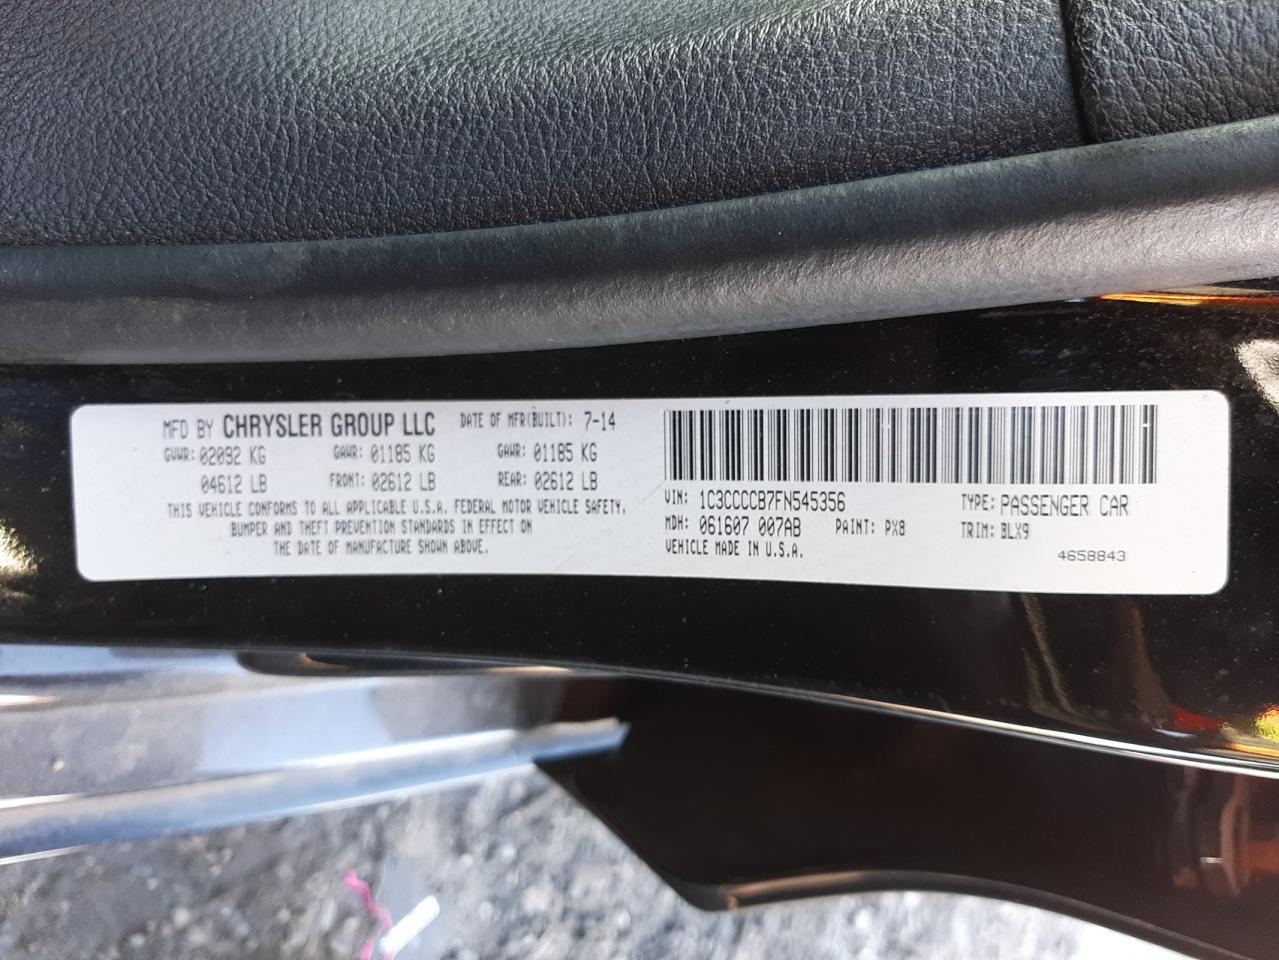 MFD BY CHRYSLER GROUP LLC DATE OF MFR(BUILT): 7-14
GVWR: 02092 KG GAWR: 01185 KG GAWR: 01185 KG
04612 LB FRONT: 02612 LB REAR: 02612 LB
THIS VEHICLE CONFORMS TO ALL APPLICABLE U.S.A. FEDERAL MOTOR VEHICLE SAFETY,
BUMPER AND THEFT PREVENTION STANDARDS IN EFFECT ON
THE DATE OF MANUFACTURE SHOWN ABOVE.
VIN: 1C3CCCCB7FN545356 TYPE: PASSENGER CAR
MDH: 061607 007AB PAINT: PX8 TRIM: BLX9
VEHICLE MADE IN U.S.A. 4658843